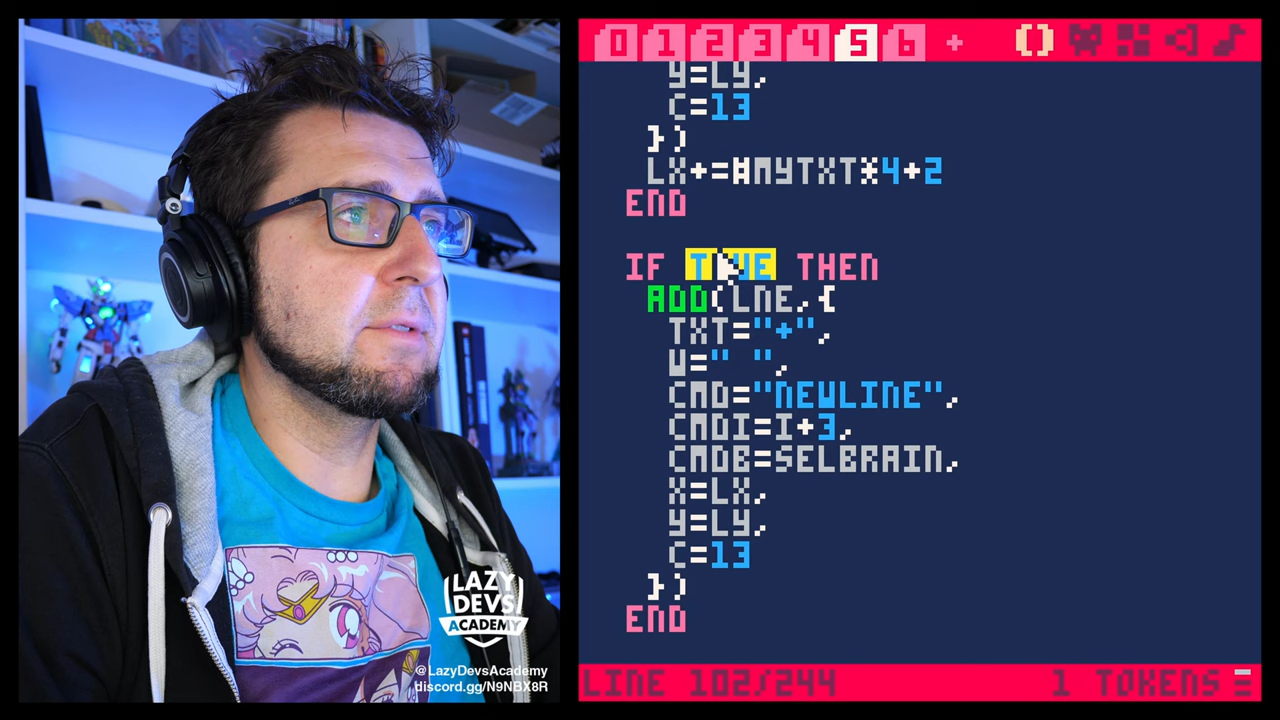 0 1 2 3 4 5 6 + ()
Y=LY,
C=13
})
LX+=#MYTXT*4+2
END
IF TRUE THEN
ADD(LNE,{
TXT="+",
W=" ",
CMD="NEWLINE",
CMDI=I+3,
CMDB=SELBRAIN,
X=LX,
Y=LY,
C=13
})
END
LINE 102/244 1 TOKENS
LAZY
DEVS
ACADEMY
@LazyDevsAcademy
discord.gg/N9NBX8R